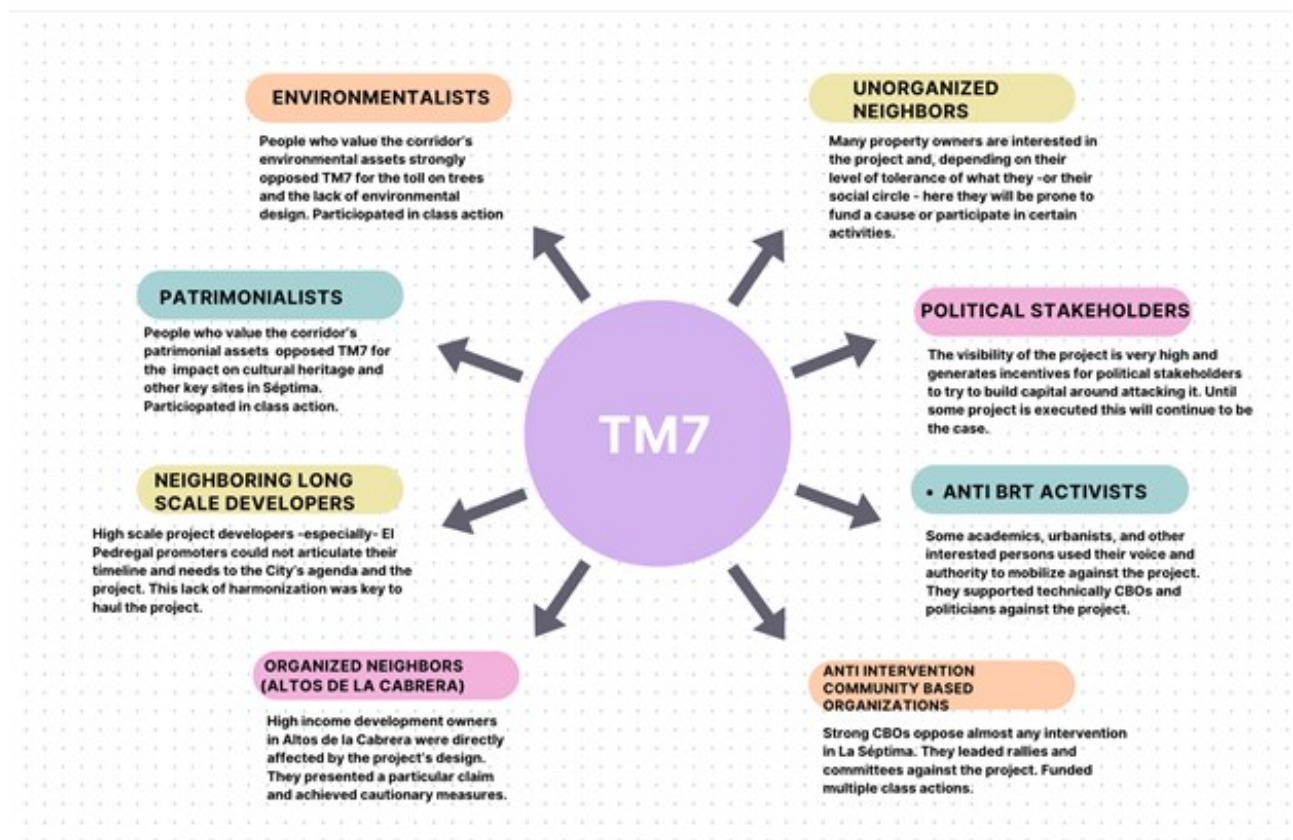 ENVIRONMENTALISTS
People who value the corridor's
environmental assets strongly
opposed TM7 for the toll on trees
and the lack of environmental
design. Particiopated in class action
UNORGANIZED
NEIGHBORS
Many property owners are interested in
the project and, depending on their
level of tolerance of what they -or their
social circle - here they will be prone to
fund a cause or participate in certain
activities.
PATRIMONIALISTS
People who value the corridor's
patrimonial assets opposed TM7 for
the impact on cultural heritage and
other key sites in Séptima.
Particiopated in class action.
POLITICAL STAKEHOLDERS
The visibility of the project is very high and
generates incentives for political stakeholders
to try to build capital around attacking it. Until
some project is executed this will continue to be
the case.
TM7
NEIGHBORING LONG
SCALE DEVELOPERS
High scale project developers -especially- El
Pedregal promoters could not articulate their
timeline and needs to the City's agenda and the
project. This lack of harmonization was key to
haul the project.
• ANTI BRT ACTIVISTS
Some academics, urbanists, and other
interested persons used their voice and
authority to mobilize against the project.
They supported technically CBOs and
politicians against the project.
ORGANIZED NEIGHBORS
(ALTOS DE LA CABRERA)
High income development owners
in Altos de la Cabrera were directly
affected by the project's design.
They presented a particular claim
and achieved cautionary measures.
ANTI INTERVENTION
COMMUNITY BASED
ORGANIZATIONS
Strong CBOs oppose almost any intervention
in La Séptima. They leaded rallies and
committees against the project. Funded
multiple class actions.